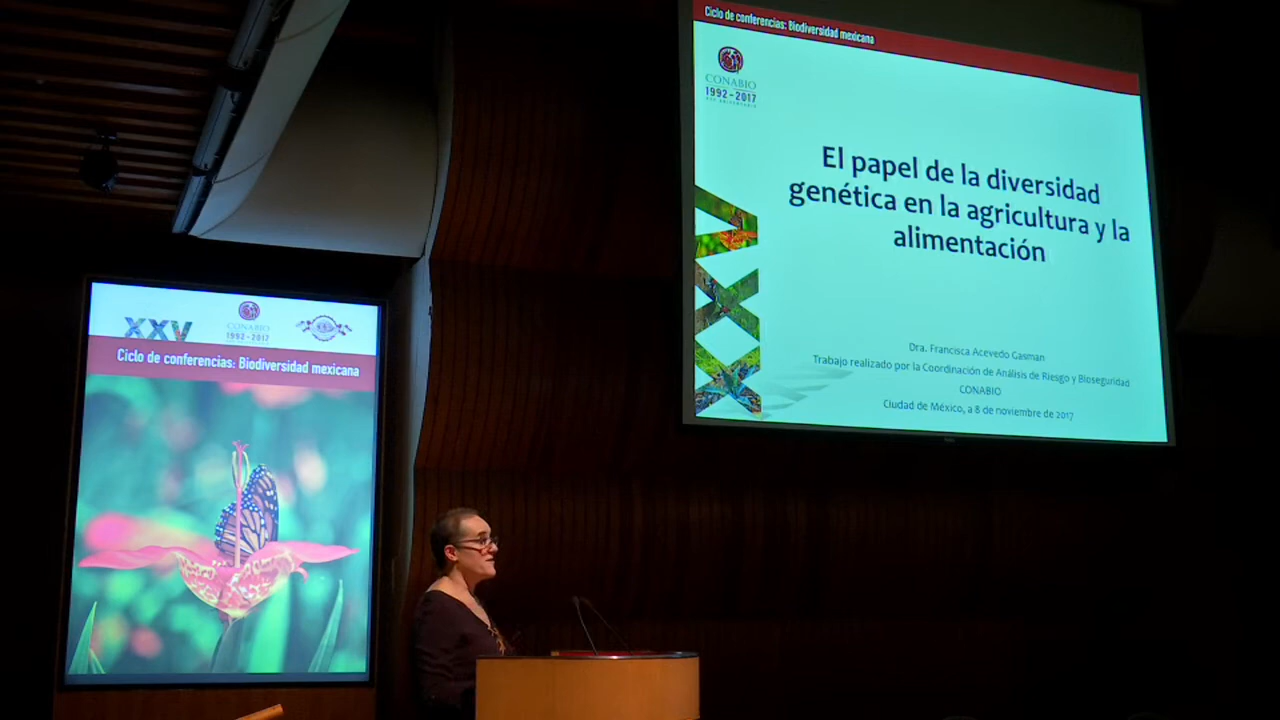 Ciclo de conferencias: Biodiversidad mexicana
CONABIO
1992-2017
El papel de la diversidad
genética en la agricultura y la
alimentación
XXV
Dra. Francisca Acevedo Gasman
Trabajo realizado por la Coordinación de Análisis de Riesgo y Bioseguridad
CONABIO
Ciudad de México, a 8 de noviembre de 2017
XXV
CONABIO
1992-2017
Ciclo de conferencias: Biodiversidad mexicana